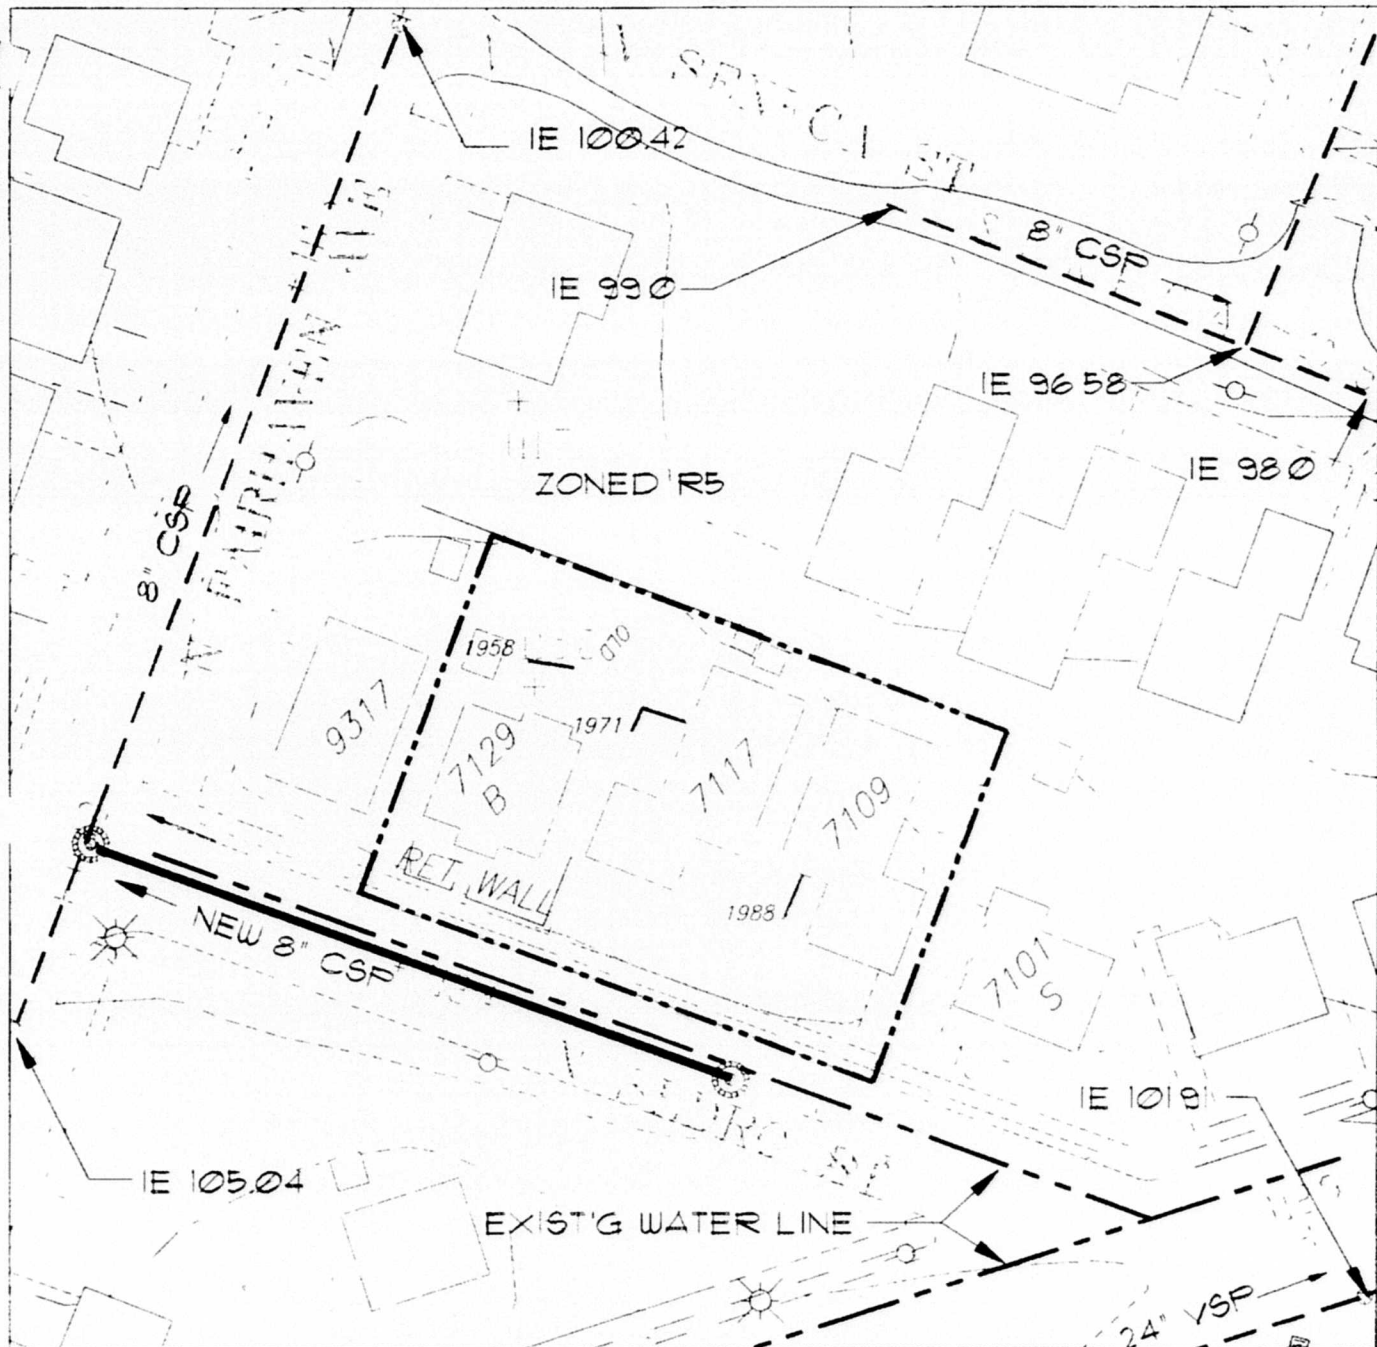 IE 100.42
8" CSP
IE 99.0
IE 96.58
IE 98.0
ZONED R5
8" CSP
1958
OLD
1971
9317
7129
B
7117
7109
RET. WALL
1988
NEW 8" CSP
7101
S
IE 105.04
IE 101.91
EXIST'G WATER LINE
24" VSP